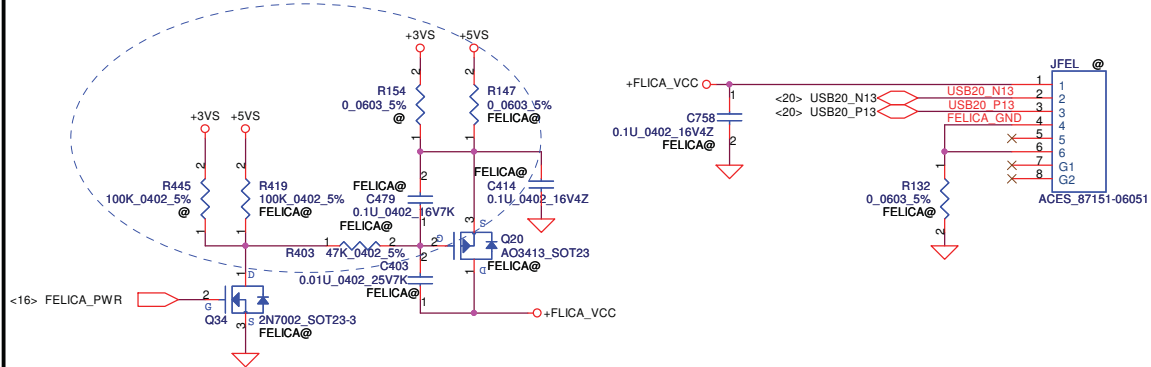 +3VS
+5VS
R154
0_0603_5%
@
R147
0_0603_5%
FELICA@
2
2
1
1
+3VS
+5VS
2
2
R445
100K_0402_5%
@
R419
100K_0402_5%
FELICA@
1
1
FELICA@
C479
0.1U_0402_16V7K
FELICA@
2
1
FELICA@
C414
0.1U_0402_16V4Z
R403
1
2
47K_0402_5%
C403
0.01U_0402_25V7K
FELICA@
2
1
2
G
3
S
Q20
AO3413_SOT23
FELICA@
1
D
+FLICA_VCC
<16> FELICA_PWR
2
G
1
D
3
S
Q34
2N7002_SOT23-3
FELICA@
+FLICA_VCC
1
C758
0.1U_0402_16V4Z
FELICA@
2
<20> USB20_N13
<20> USB20_P13
USB20_N13
USB20_P13
FELICA_GND
JFEL
@
1
2
3
4
5
6
7
8
1
2
3
4
5
6
G1
G2
ACES_87151-06051
1
R132
0_0603_5%
FELICA@
2